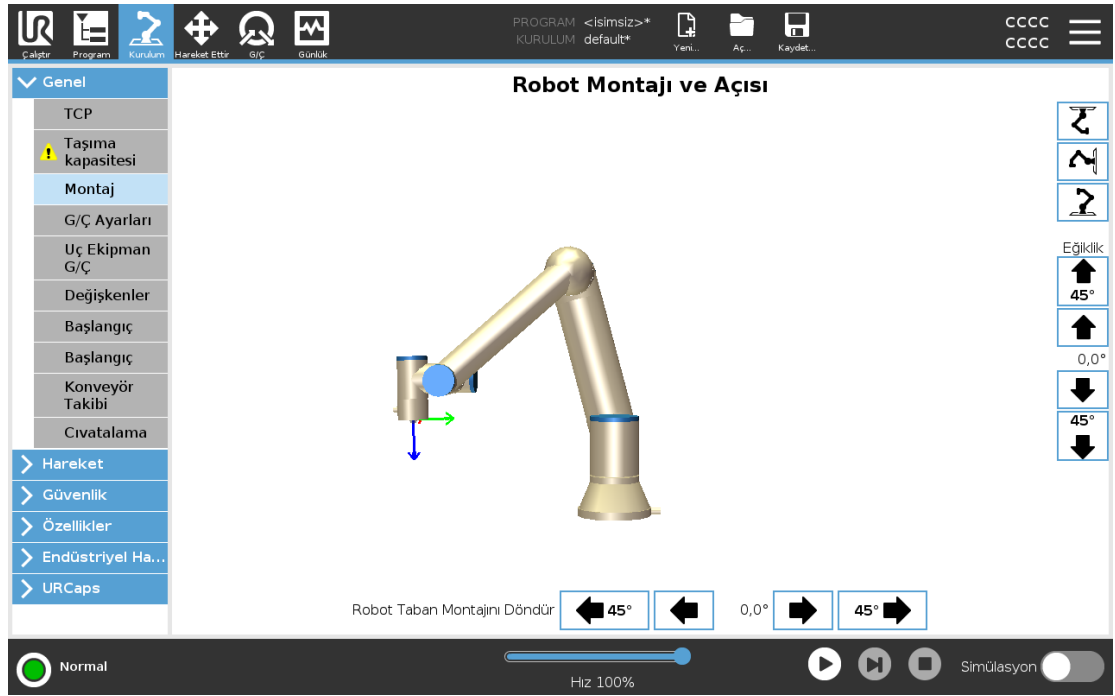 UR
PROGRAM <isimsiz>*
KURULUM default*
Çalıştır
Program
Kurulum
Hareket Ettir
G/Ç
Günlük
Yeni...
Aç...
Kaydet...
cccc
cccc
Genel
TCP
Taşıma
kapasitesi
Montaj
G/Ç Ayarları
Uç Ekipman
G/Ç
Değişkenler
Başlangıç
Başlangıç
Konveyör
Takibi
Cıvatalama
Hareket
Güvenlik
Özellikler
Endüstriyel Ha...
URCaps
Robot Montajı ve Açısı
Eğiklik
45°
0,0°
45°
Robot Taban Montajını Döndür
45°
0,0°
45°
Normal
Hız 100%
Simülasyon